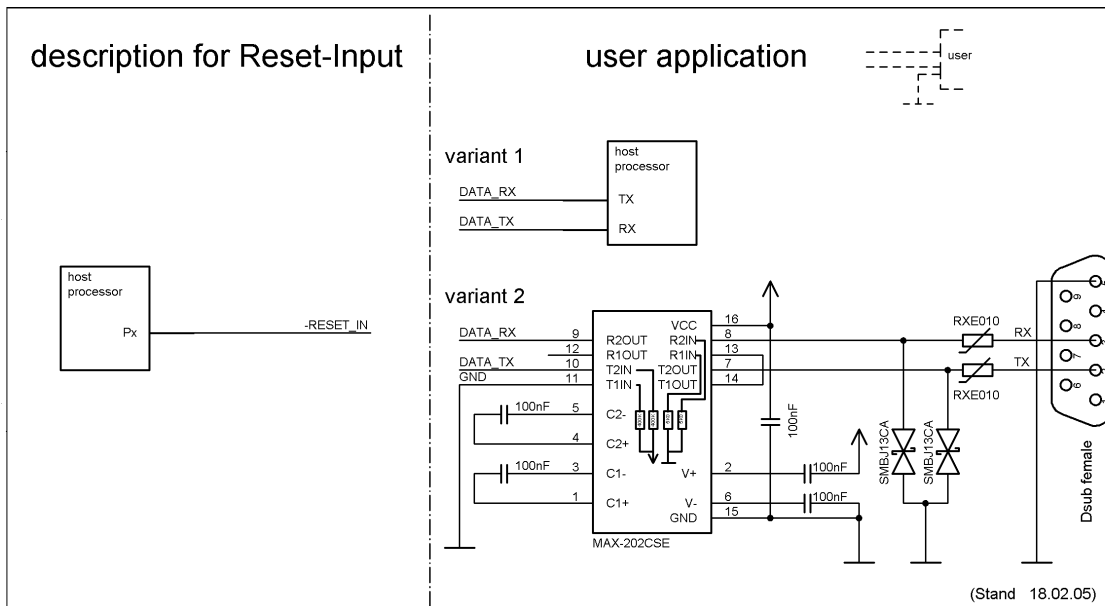 description for Reset-Input
user application
user
variant 1
host
processor
DATA_RX
TX
DATA_TX
RX
host
processor
Px
-RESET_IN
variant 2
DATA_RX
9
R2OUT
12
R1OUT
DATA_TX
10
T2IN
GND
11
T1IN
100nF
5
C2-
4
C2+
100nF
3
C1-
1
C1+
VCC
16
R2IN
8
R1IN
13
T2OUT
7
T1OUT
14
V+
2
100nF
V-
6
100nF
GND
15
MAX-202CSE
100nF
RXE010
RX
TX
RXE010
SMBJ13CA
SMBJ13CA
9
8
7
6
Dsub female
(Stand 18.02.05)